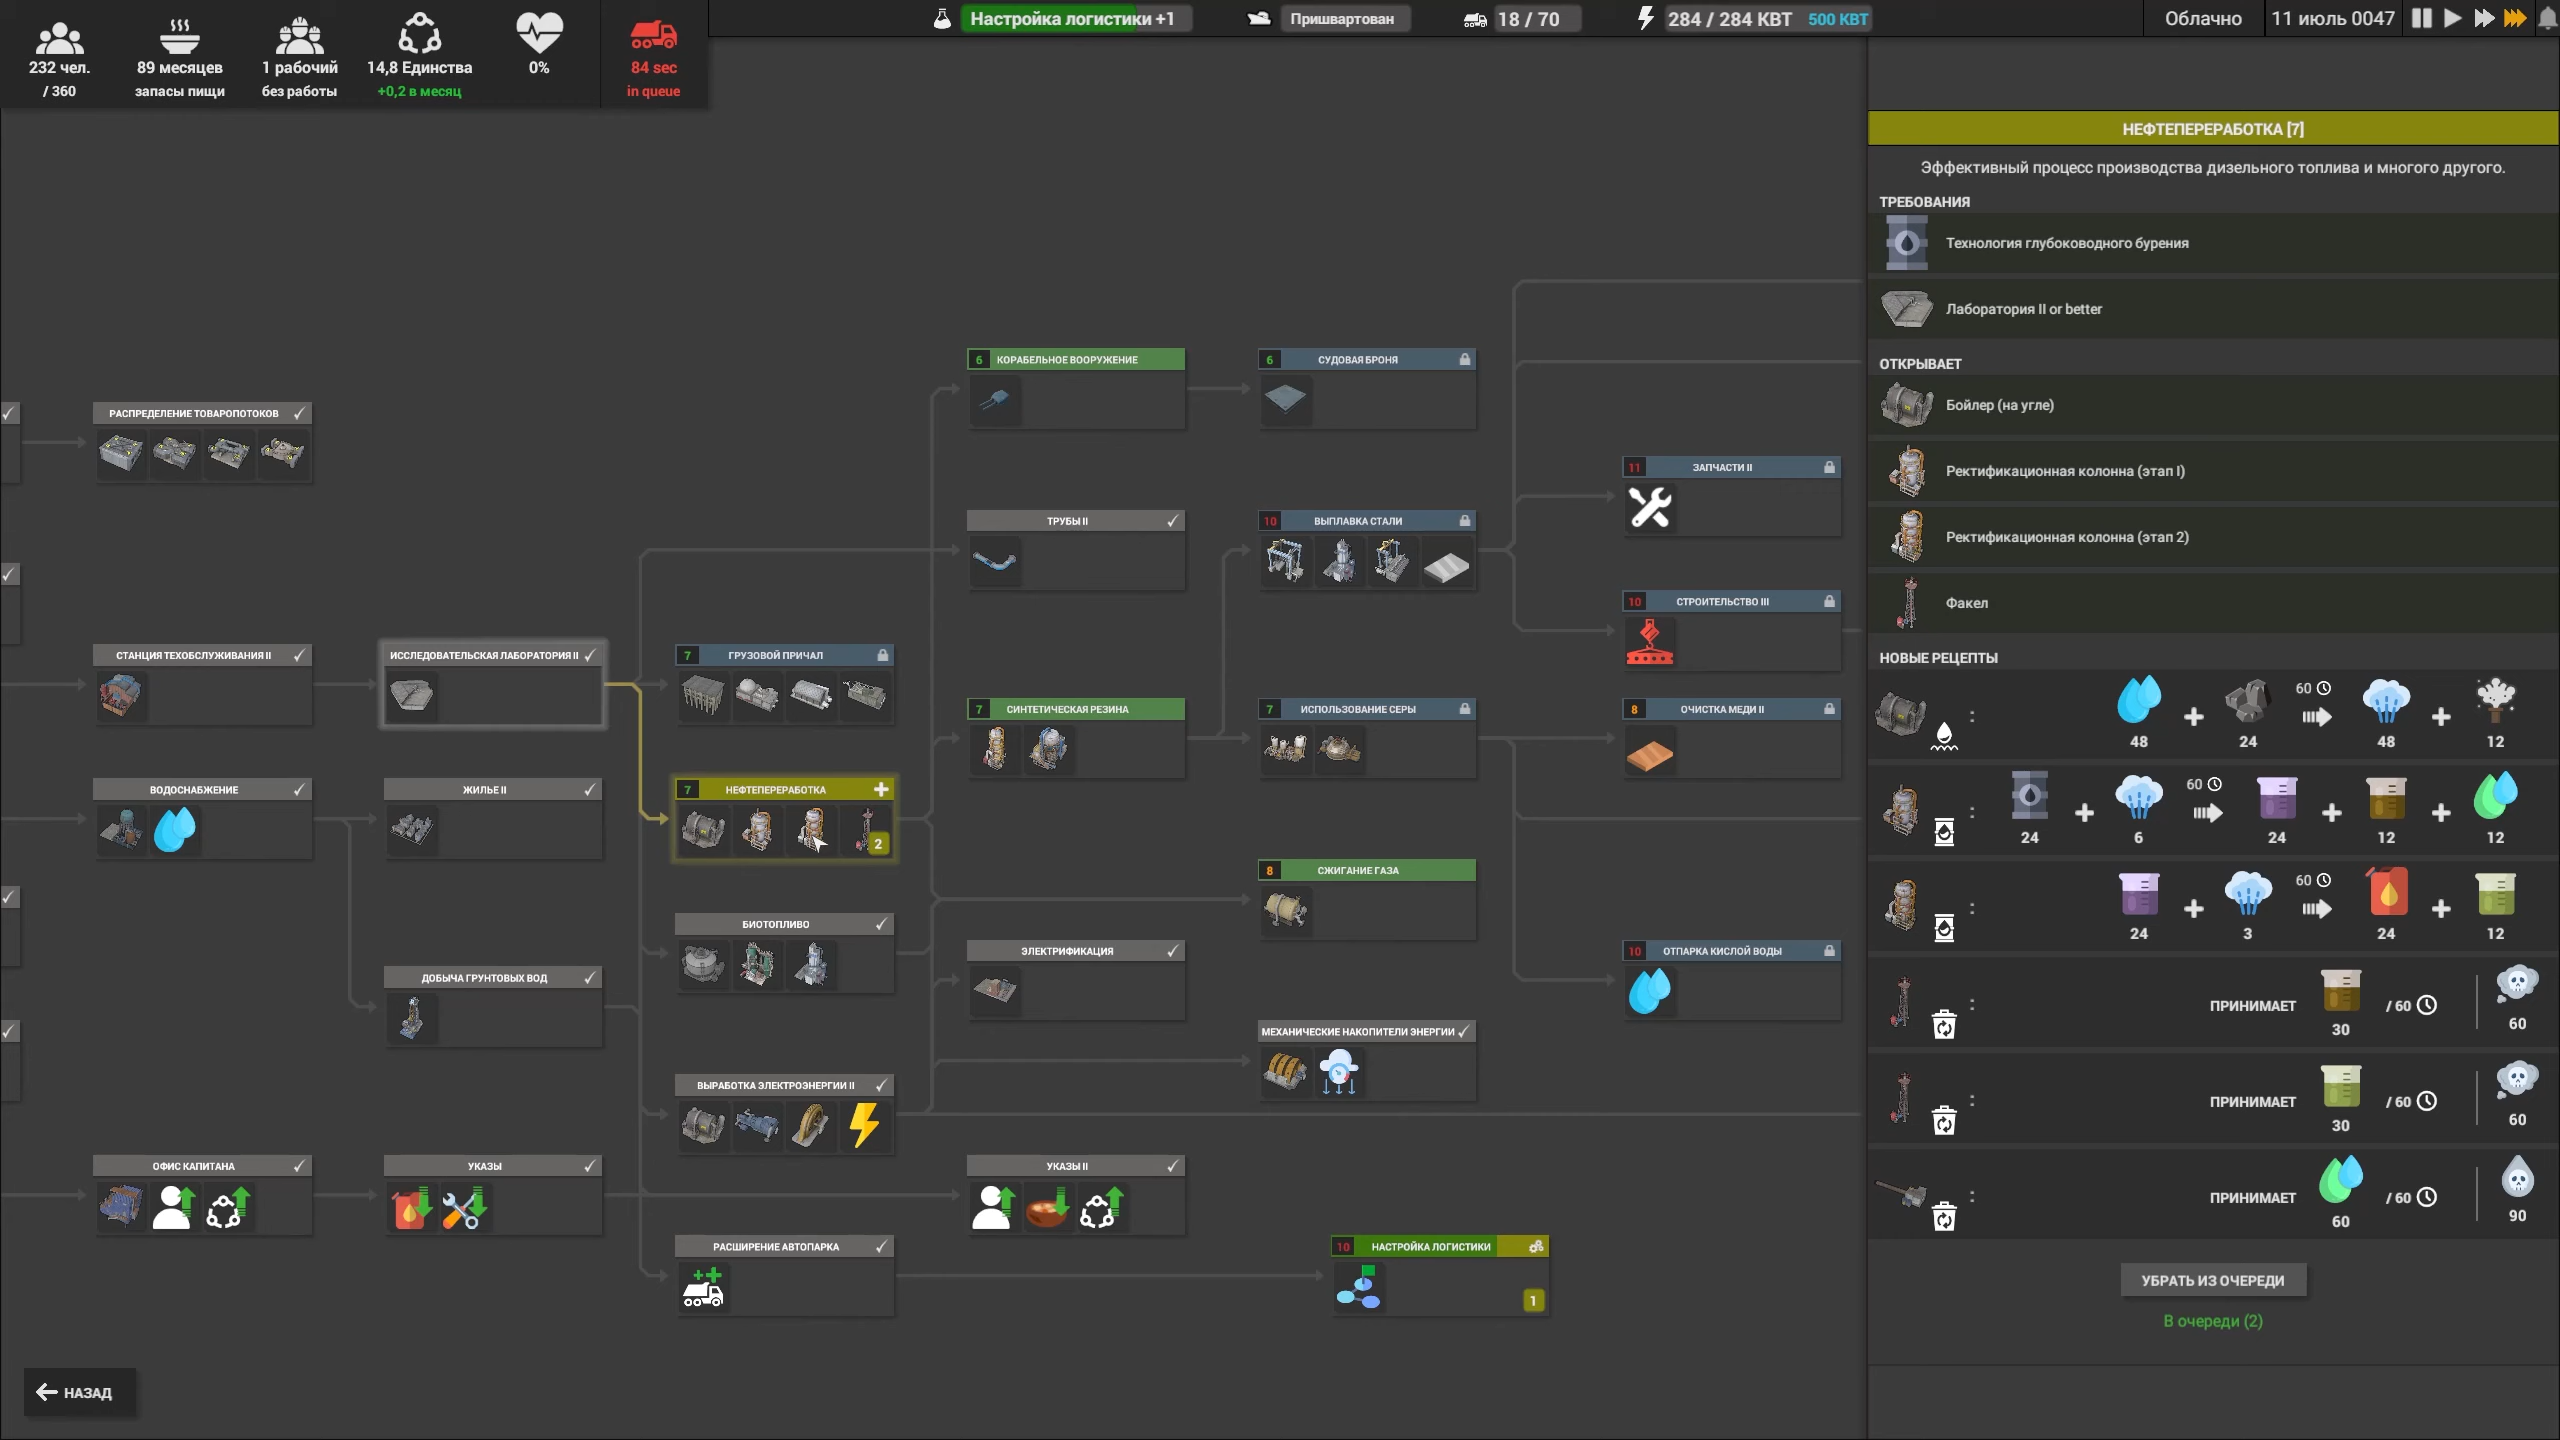 232 чел.
/ 360
89 месяцев
запасы пищи
1 рабочий
без работы
14,8 Единства
+0,2 в месяц
0%
84 sec
in queue
Настройка логистики +1
Пришвартован
18 / 70
284 / 284 КВТ 500 КВТ
Облачно
11 июль 0047
НЕФТЕПЕРЕРАБОТКА [7]
Эффективный процесс производства дизельного топлива и многого другого.
ТРЕБОВАНИЯ
Технология глубоководного бурения
Лаборатория II or better
ОТКРЫВАЕТ
Бойлер (на угле)
Ректификационная колонна (этап I)
Ректификационная колонна (этап 2)
Факел
НОВЫЕ РЕЦЕПТЫ
: + 60 +
48 24 48 12
: + 60 + +
24 6 24 12 12
: + 60 +
24 3 24 12
: ПРИНИМАЕТ / 60
30 60
: ПРИНИМАЕТ / 60
30 60
: ПРИНИМАЕТ / 60
60 90
УБРАТЬ ИЗ ОЧЕРЕДИ
В очереди (2)
6 КОРАБЕЛЬНОЕ ВООРУЖЕНИЕ
6 СУДОВАЯ БРОНЯ
РАСПРЕДЕЛЕНИЕ ТОВАРОПОТОКОВ
11 ЗАПЧАСТИ II
ТРУБЫ II
10 ВЫПЛАВКА СТАЛИ
10 СТРОИТЕЛЬСТВО III
СТАНЦИЯ ТЕХОБСЛУЖИВАНИЯ II
ИССЛЕДОВАТЕЛЬСКАЯ ЛАБОРАТОРИЯ II
7 ГРУЗОВОЙ ПРИЧАЛ
7 СИНТЕТИЧЕСКАЯ РЕЗИНА
7 ИСПОЛЬЗОВАНИЕ СЕРЫ
8 ОЧИСТКА МЕДИ II
ВОДОСНАБЖЕНИЕ
ЖИЛЬЕ II
7 НЕФТЕПЕРЕРАБОТКА
2
8 СЖИГАНИЕ ГАЗА
БИОТОПЛИВО
ЭЛЕКТРИФИКАЦИЯ
10 ОТПАРКА КИСЛОЙ ВОДЫ
ДОБЫЧА ГРУНТОВЫХ ВОД
МЕХАНИЧЕСКИЕ НАКОПИТЕЛИ ЭНЕРГИИ
ВЫРАБОТКА ЭЛЕКТРОЭНЕРГИИ II
ОФИС КАПИТАНА
УКАЗЫ
УКАЗЫ II
РАСШИРЕНИЕ АВТОПАРКА
10 НАСТРОЙКА ЛОГИСТИКИ
1
НАЗАД